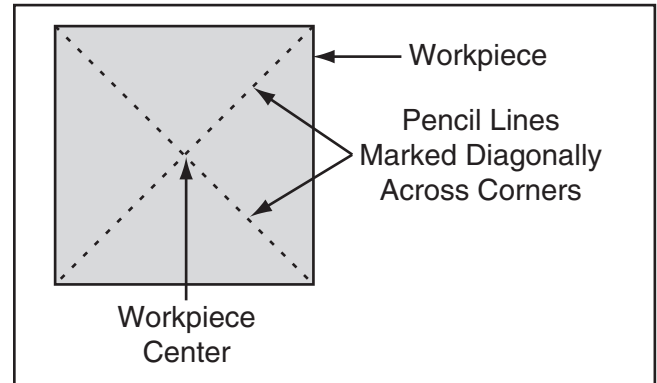 Workpiece
Pencil Lines
Marked Diagonally
Across Corners
Workpiece
Center